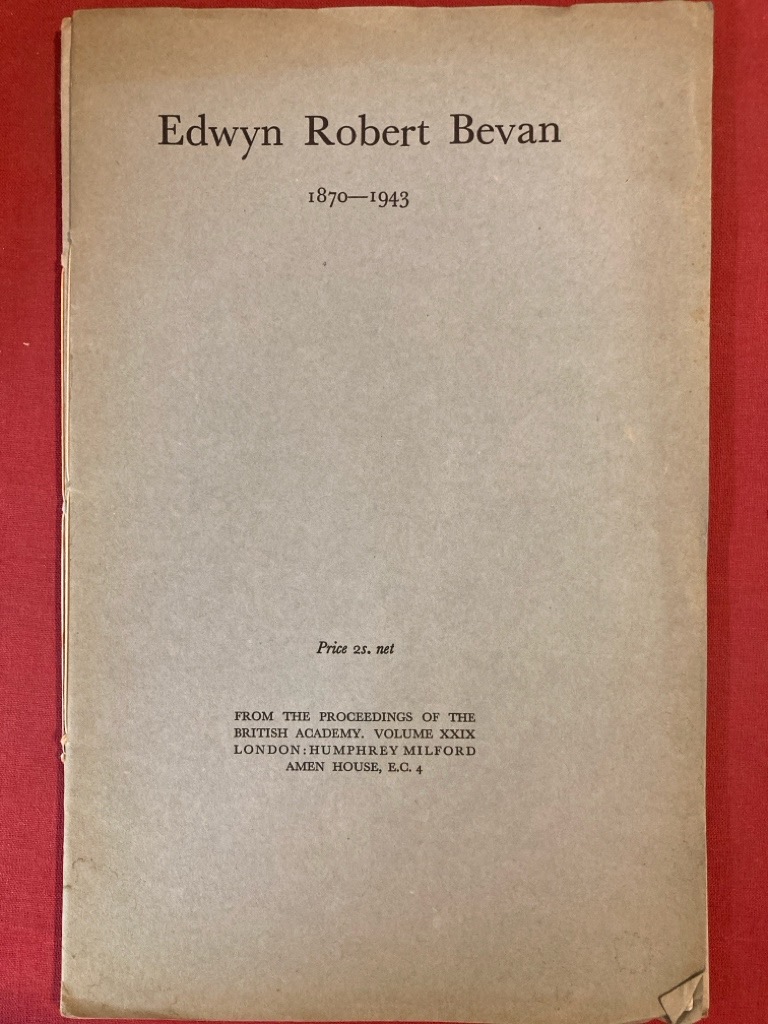 Edwyn Robert Bevan
1870—1943
Price 2s. net
FROM THE PROCEEDINGS OF THE
BRITISH ACADEMY. VOLUME XXIX
LONDON: HUMPHREY MILFORD
AMEN HOUSE, E.C. 4